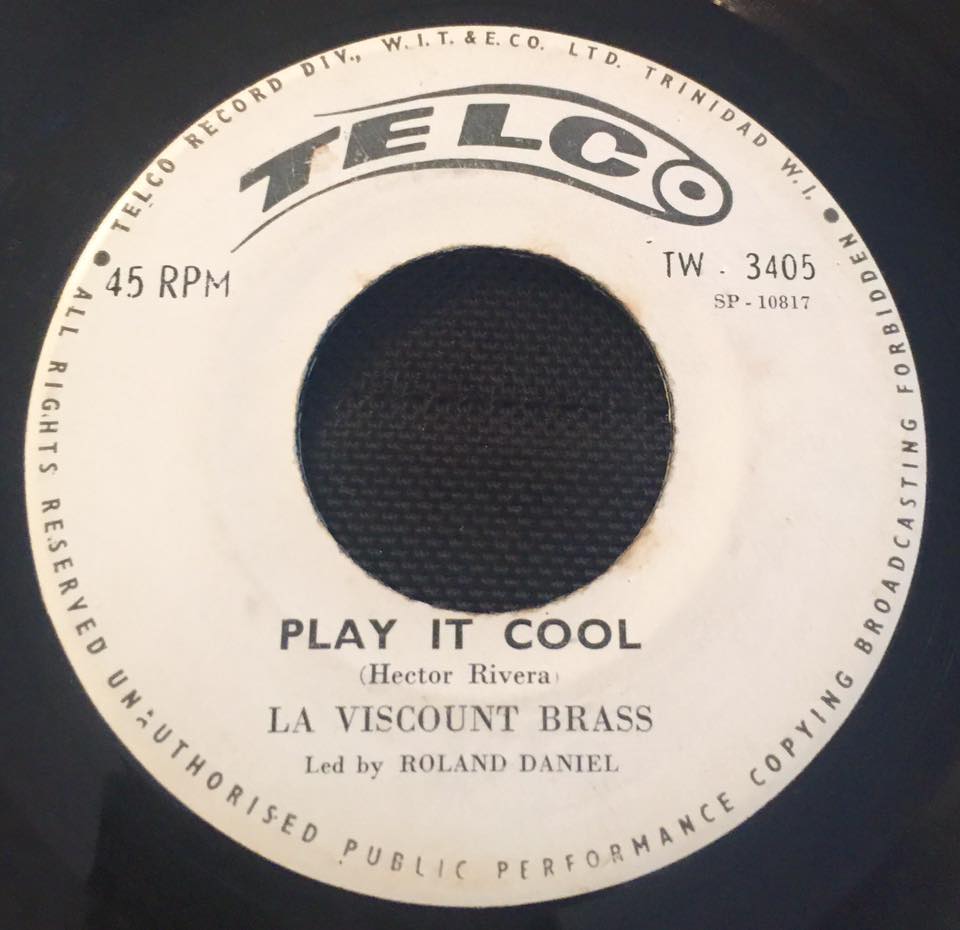 TELCO RECORD DIV., W.I.T. & E. CO. LTD. TRINIDAD W.I.
TELCO
45 RPM
TW - 3405
SP - 10817
PLAY IT COOL
(Hector Rivera)
LA VISCOUNT BRASS
Led by ROLAND DANIEL
ALL RIGHTS RESERVED UNAUTHORISED PUBLIC PERFORMANCE COPYING BROADCASTING FORBIDDEN